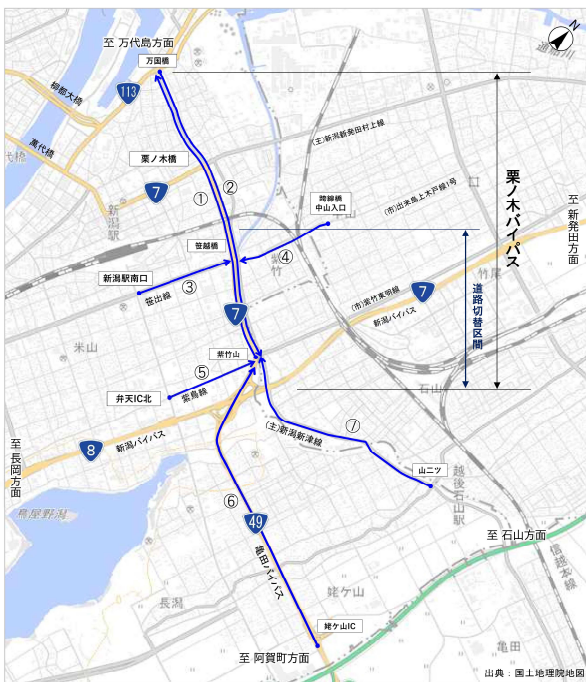 至 万代島方面
万国橋
N
通船川
113
柳都大橋
(主)新潟新発田村上線
萬代橋
栗ノ木橋
7
②
①
跨線橋
中山入口
(市)出来島上木戸線1号
栗ノ木バイパス
至 新発田方面
新潟駅
笹越橋
④
紫竹
竹尾
新潟駅南口
③
笹出線
道路切替区間
7
(市)紫竹東明線
7
新潟バイパス
米山
紫竹山
⑤
石山
弁天IC北
紫鳥線
至 長岡方面
新潟バイパス
8
(主)新潟新津線
⑦
山二ツ
越後石山駅
鳥屋野潟
⑥
49
亀田バイパス
至 石山方面
信越本線
長潟
姥ケ山
姥ケ山IC
亀田
至 阿賀町方面
出典：国土地理院地図